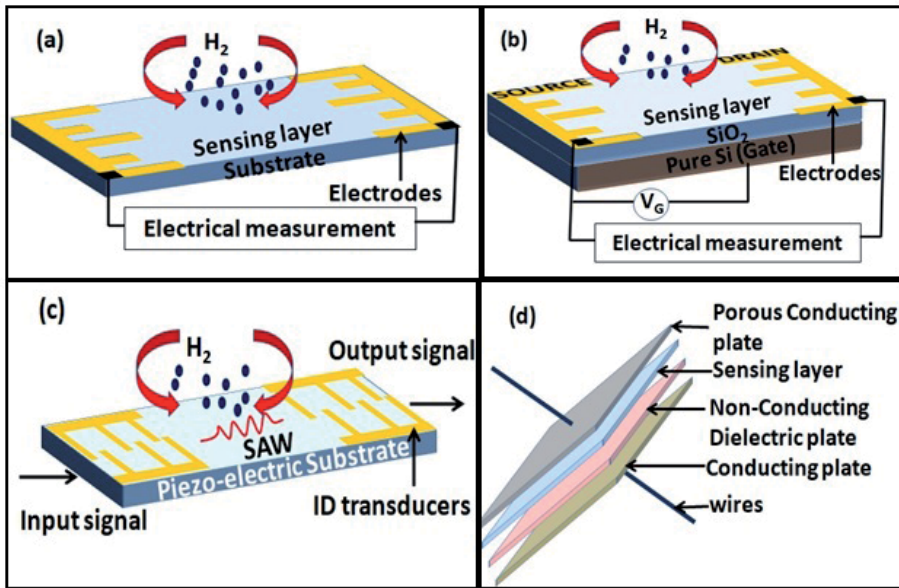 (a)
H2
Sensing layer
Substrate
Electrodes
Electrical measurement
(b)
H2
SOURCE
DRAIN
Sensing layer
SiO2
Pure Si (Gate)
Electrodes
VG
Electrical measurement
(c)
H2
Output signal
SAW
Piezo-electric Substrate
Input signal
ID transducers
(d)
Porous Conducting
plate
Sensing layer
Non-Conducting
Dielectric plate
Conducting plate
wires